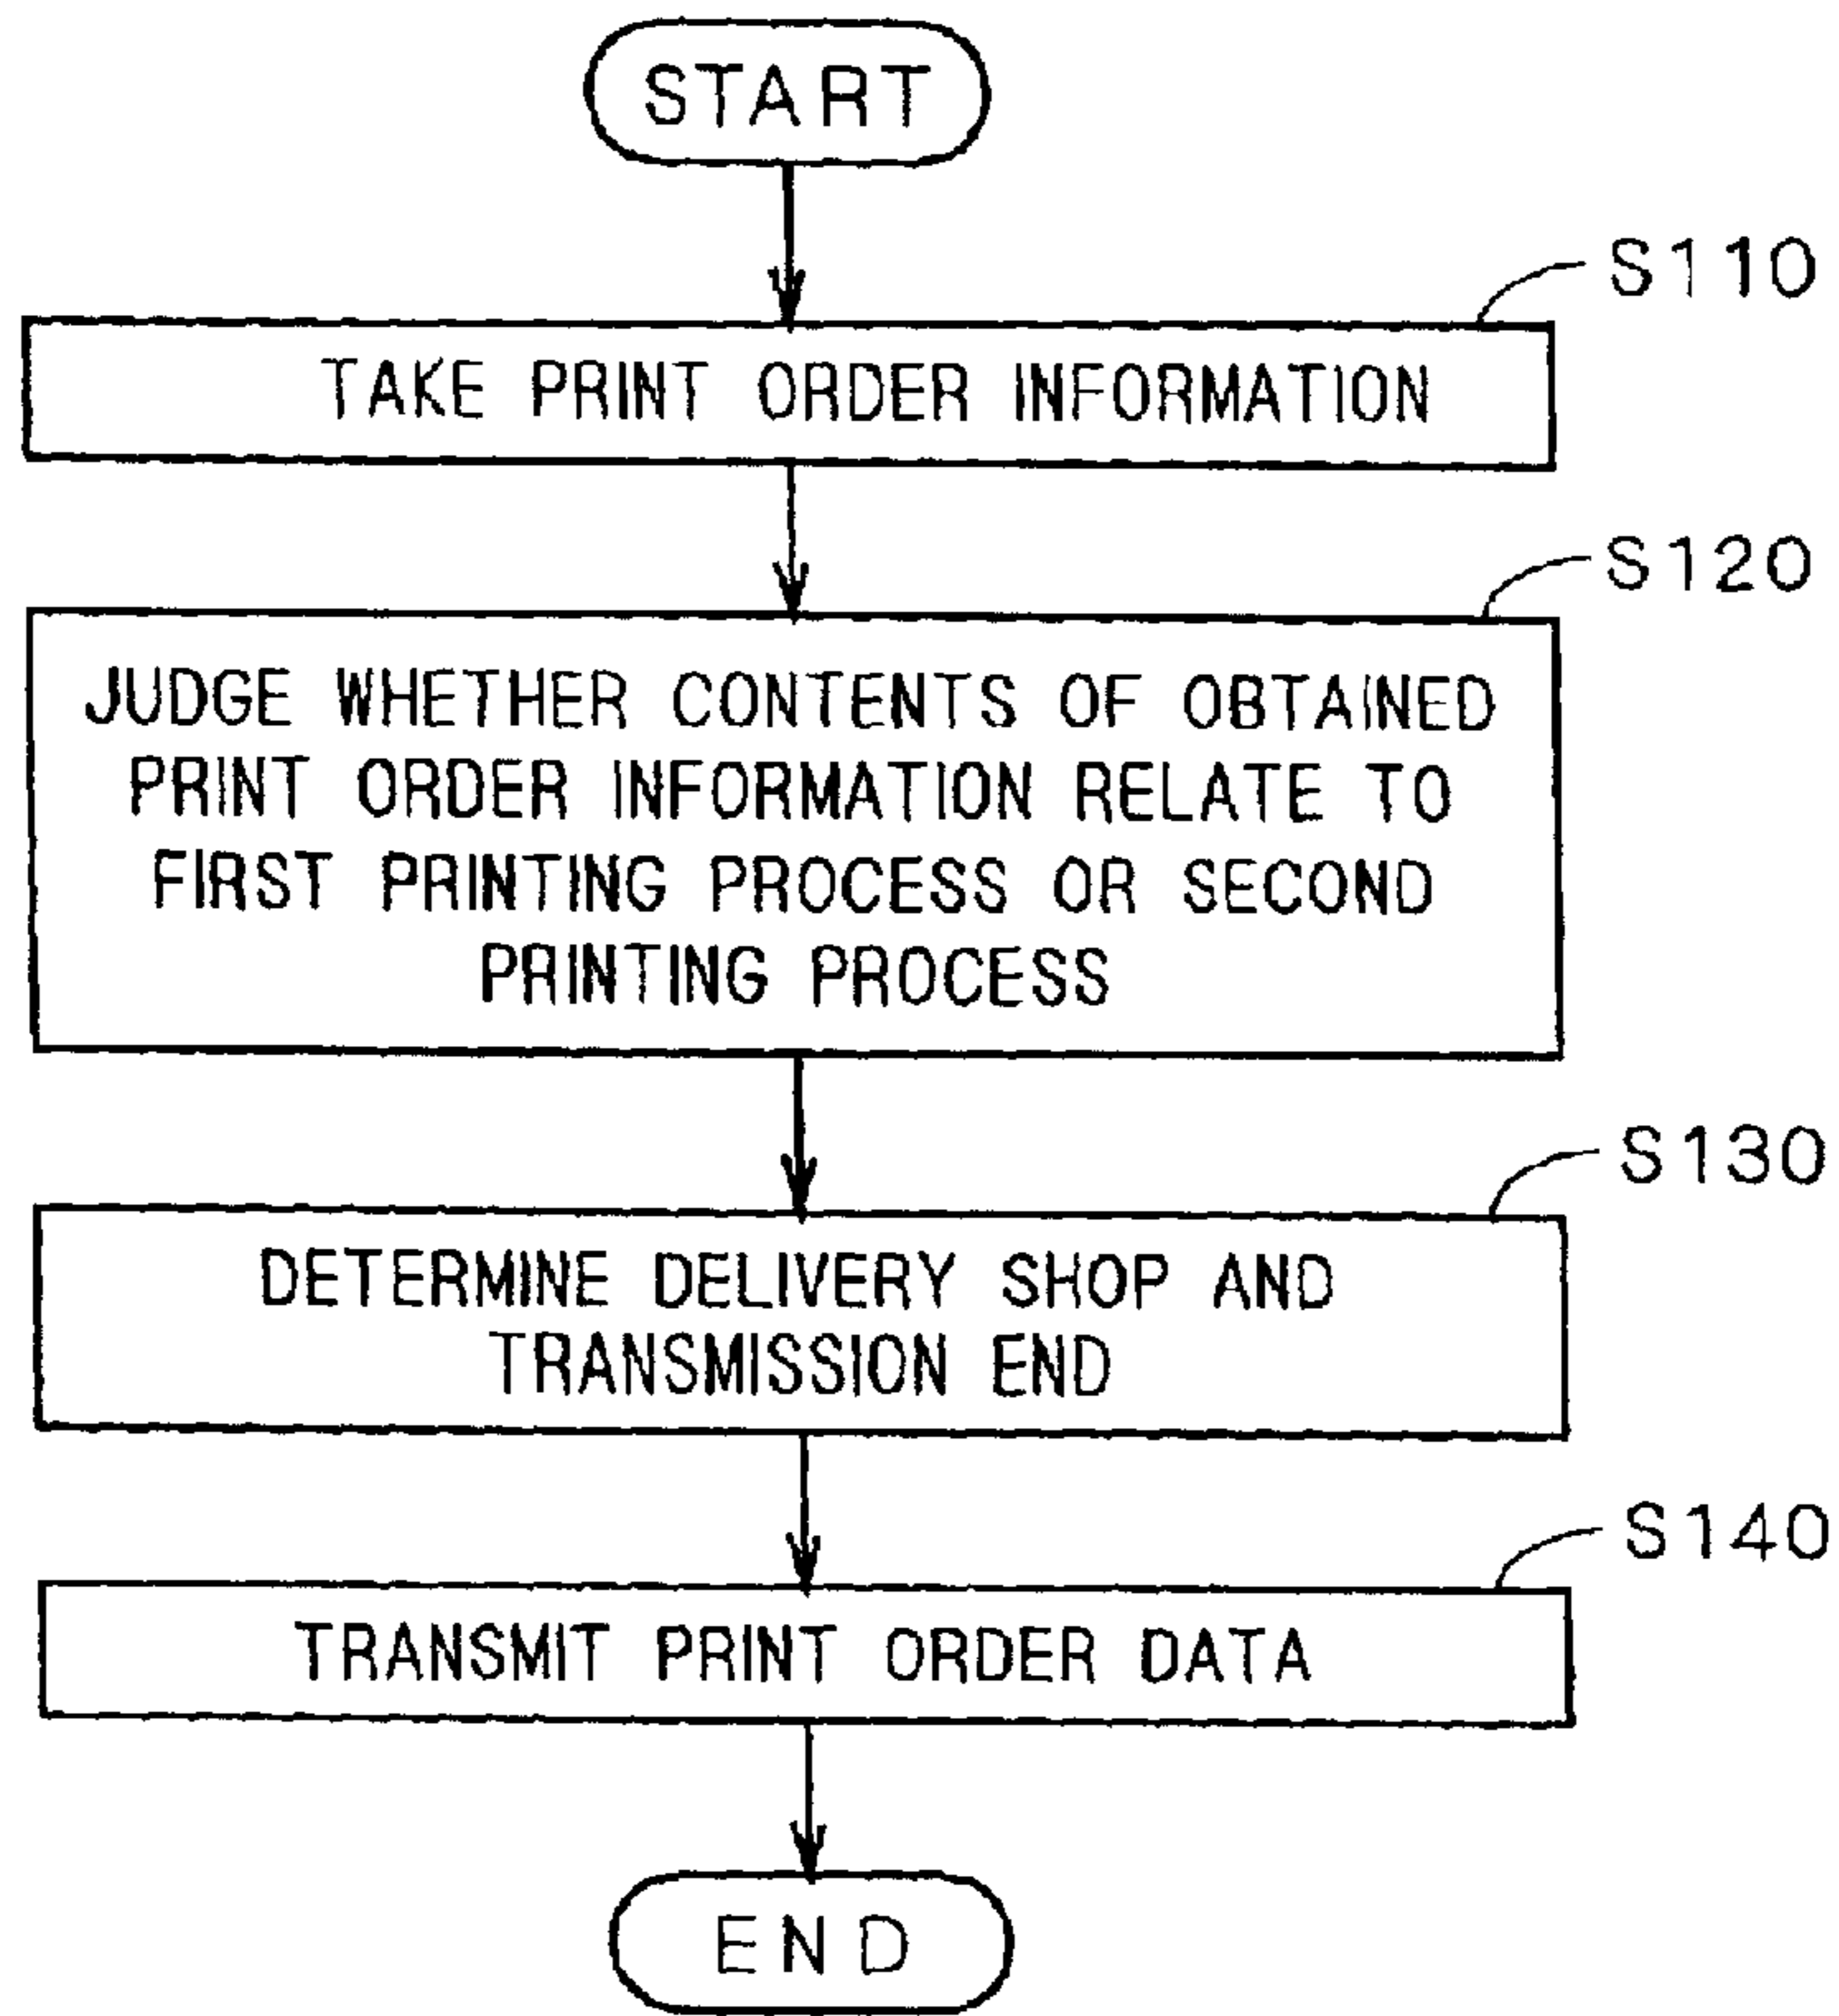 START
S110
TAKE PRINT ORDER INFORMATION
S120
JUDGE WHETHER CONTENTS OF OBTAINED
PRINT ORDER INFORMATION RELATE TO
FIRST PRINTING PROCESS OR SECOND
PRINTING PROCESS
S130
DETERMINE DELIVERY SHOP AND
TRANSMISSION END
S140
TRANSMIT PRINT ORDER DATA
END